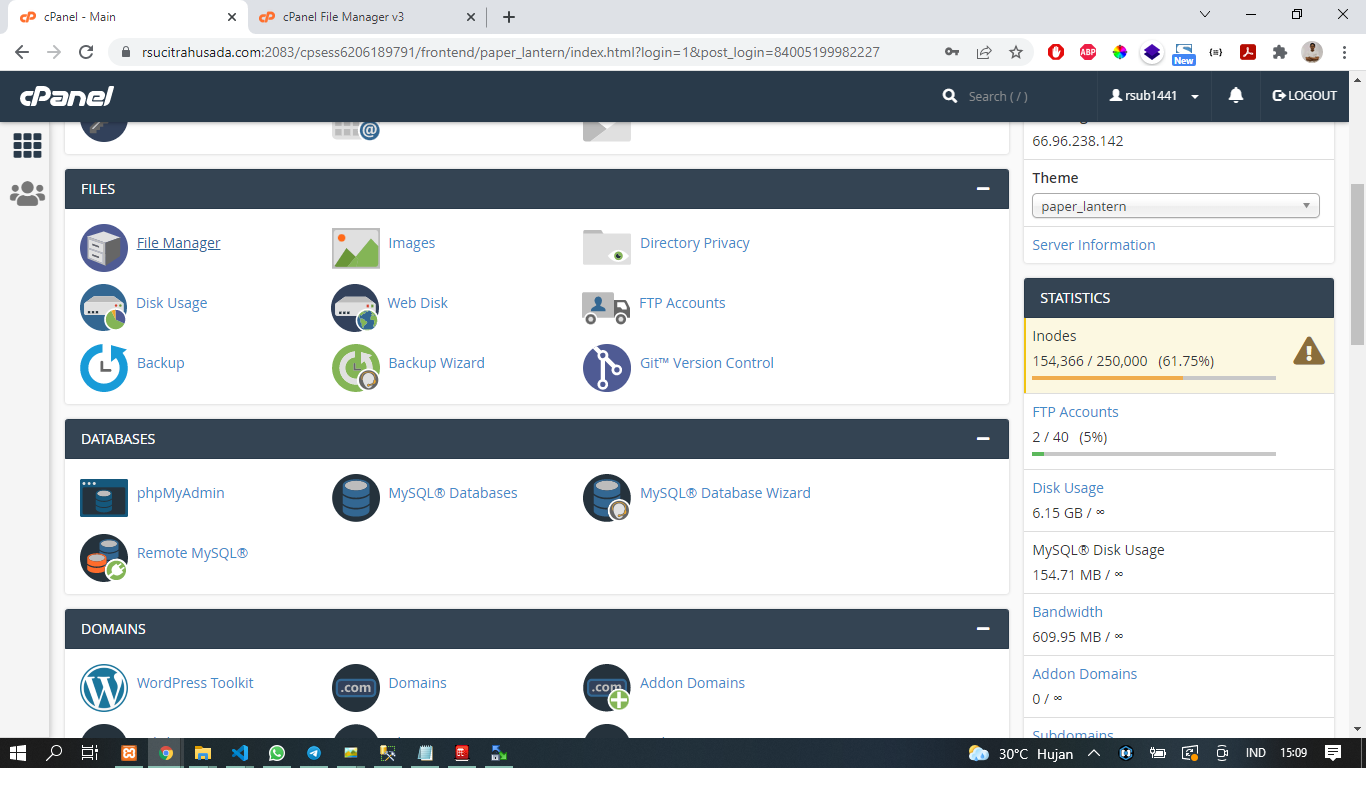 cPanel - Main
cPanel File Manager v3
rsucitrahusada.com:2083/cpsess6206189791/frontend/paper_lantern/index.html?login=1&post_login=84005199982227
ABP
New
cPanel
Search ( / )
rsub1441
LOGOUT
66.96.238.142
Theme
paper_lantern
Server Information
FILES
File Manager
Images
Directory Privacy
Disk Usage
Web Disk
FTP Accounts
Backup
Backup Wizard
Git™ Version Control
DATABASES
phpMyAdmin
MySQL® Databases
MySQL® Database Wizard
Remote MySQL®
DOMAINS
WordPress Toolkit
.com
Domains
.com
Addon Domains
STATISTICS
Inodes
154,366 / 250,000 (61.75%)
FTP Accounts
2 / 40 (5%)
Disk Usage
6.15 GB / ∞
MySQL® Disk Usage
154.71 MB / ∞
Bandwidth
609.95 MB / ∞
Addon Domains
0 / ∞
Subdomains
30°C Hujan
IND
15:09